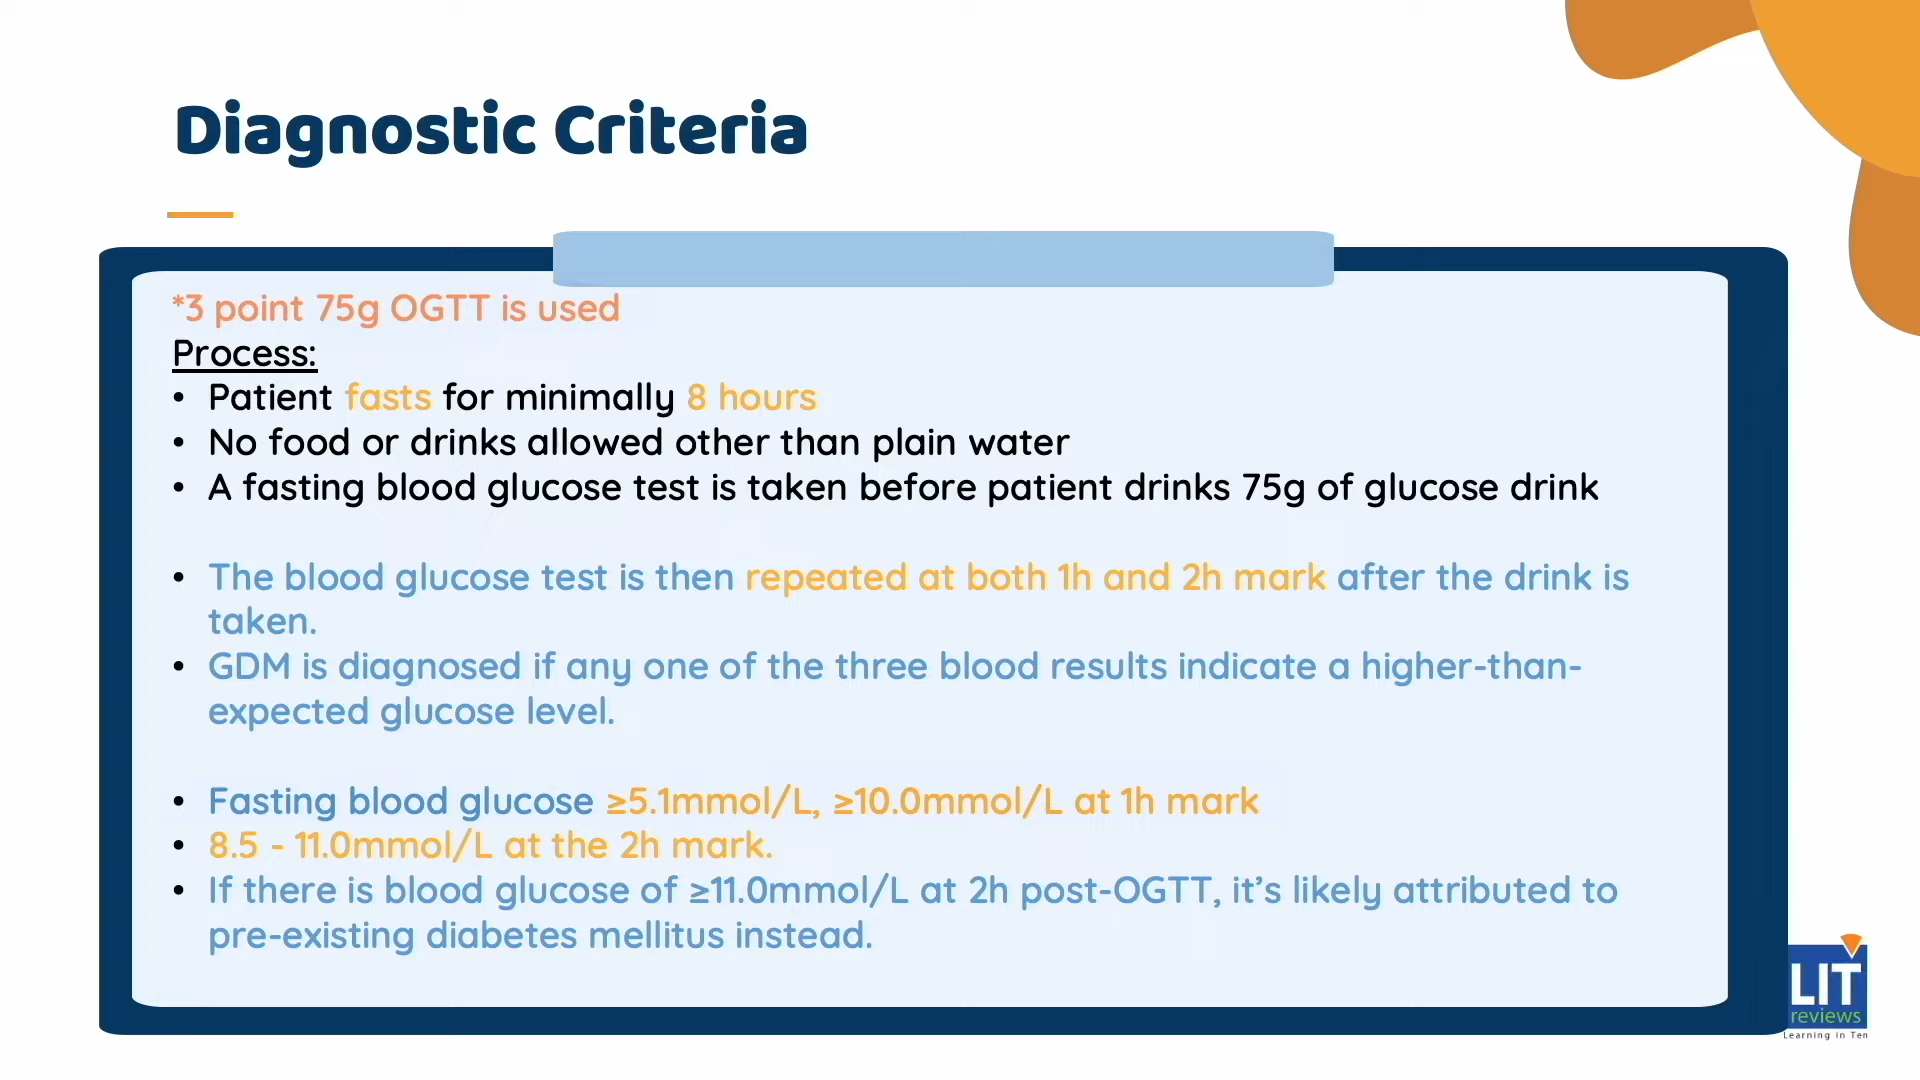 Diagnostic Criteria
*3 point 75g OGTT is used
Process:
• Patient fasts for minimally 8 hours
• No food or drinks allowed other than plain water
• A fasting blood glucose test is taken before patient drinks 75g of glucose drink
• The blood glucose test is then repeated at both 1h and 2h mark after the drink is
taken.
• GDM is diagnosed if any one of the three blood results indicate a higher-than-
expected glucose level.
• Fasting blood glucose ≥5.1mmol/L, ≥10.0mmol/L at 1h mark
• 8.5 - 11.0mmol/L at the 2h mark.
• If there is blood glucose of ≥11.0mmol/L at 2h post-OGTT, it’s likely attributed to
pre-existing diabetes mellitus instead.
LIT
reviews
Learning in Ten